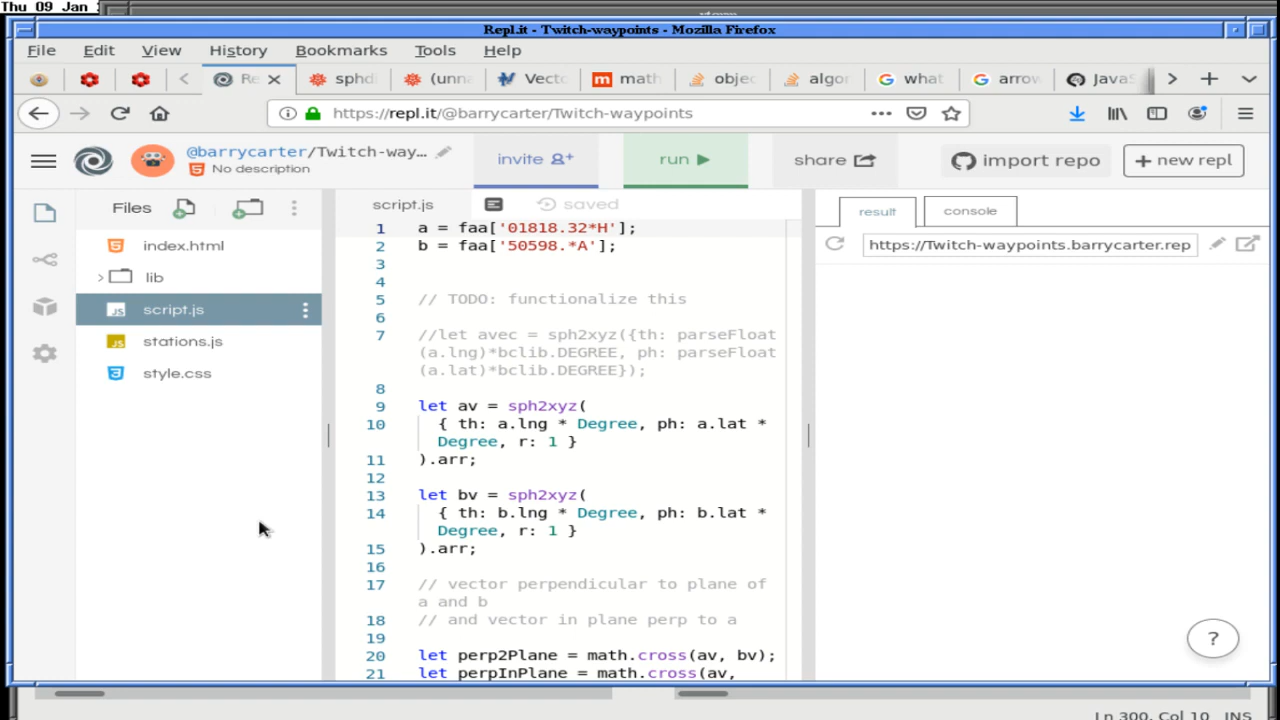 Thu 09 Jan
Repl.it - Twitch-waypoints - Mozilla Firefox
File Edit View History Bookmarks Tools Help
Re sphd (unna Vect math objec algor what arrow Java
https://repl.it/@barrycarter/Twitch-waypoints
@barrycarter/Twitch-way...
No description
invite
run
share
import repo
+ new repl
Files
index.html
lib
script.js
stations.js
style.css
script.js
saved
1 a = faa['01818.32*H'];
2 b = faa['50598.*A'];
3
4
5 // TODO: functionalize this
6
7 //let avec = sph2xyz({th: parseFloat
(a.lng)*bclib.DEGREE, ph: parseFloat
(a.lat)*bclib.DEGREE});
8
9 let av = sph2xyz(
10 { th: a.lng * Degree, ph: a.lat *
Degree, r: 1 }
11 ).arr;
12
13 let bv = sph2xyz(
14 { th: b.lng * Degree, ph: b.lat *
Degree, r: 1 }
15 ).arr;
16
17 // vector perpendicular to plane of
a and b
18 // and vector in plane perp to a
19
20 let perp2Plane = math.cross(av, bv);
21 let perpInPlane = math.cross(av,
result
console
https://Twitch-waypoints.barrycarter.rep
?
Ln 300, Col 10 INS